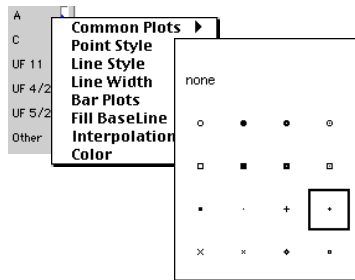 A
C
UF 11
UF 4/2
UF 5/2
Other
Common Plots
Point Style
Line Style
Line Width
Bar Plots
Fill BaseLine
Interpolation
Color
none